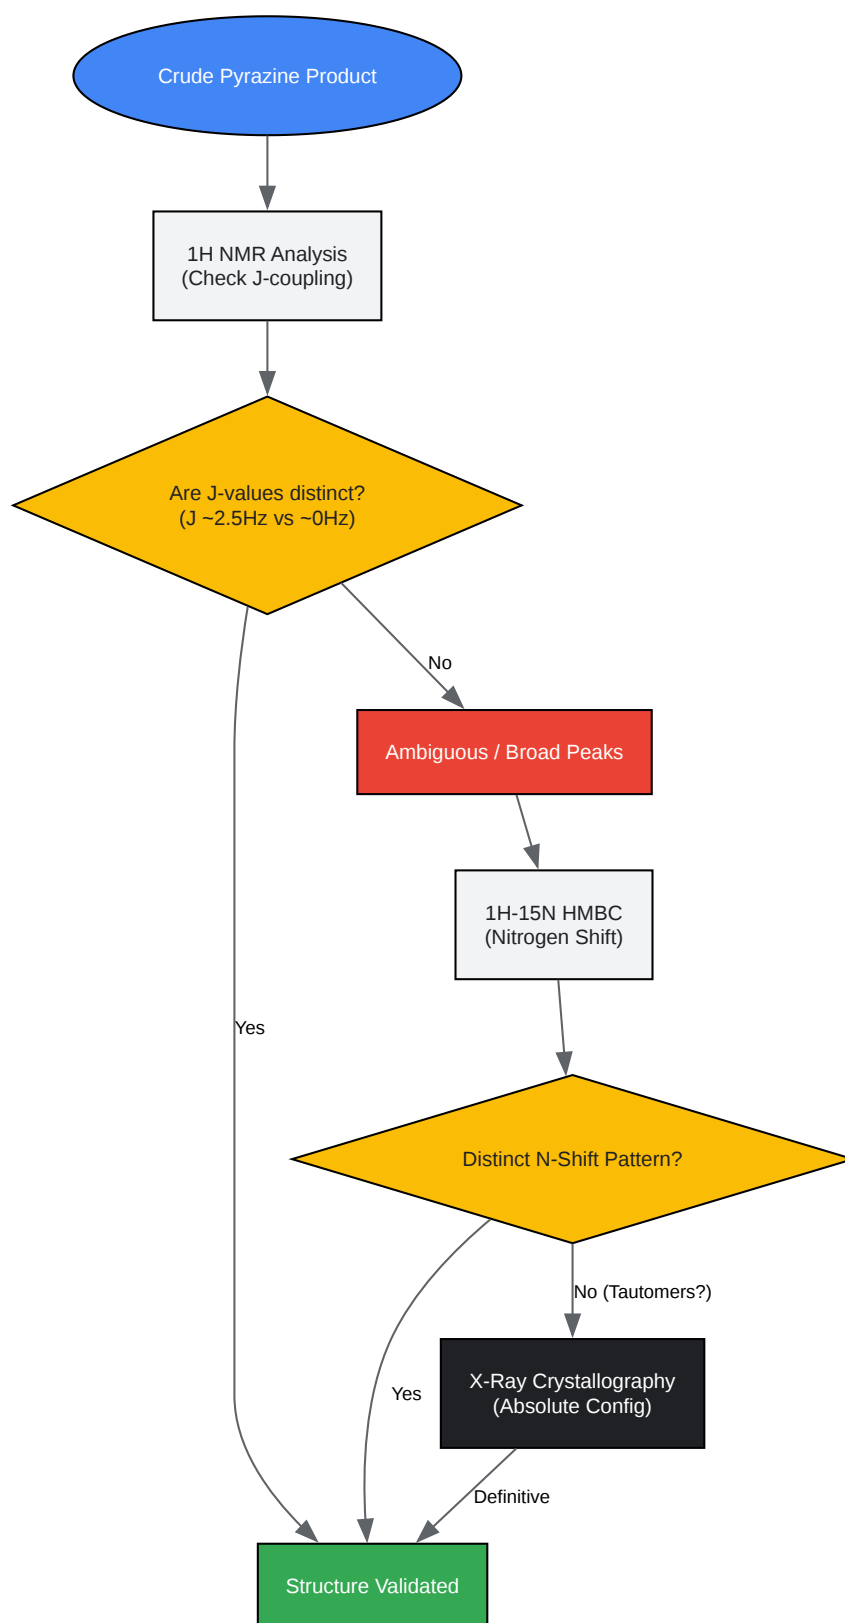 Crude Pyrazine Product
1H NMR Analysis
(Check J-coupling)
Are J-values distinct?
(J ~2.5Hz vs ~0Hz)
No
Ambiguous / Broad Peaks
1H-15N HMBC
(Nitrogen Shift)
Yes
Distinct N-Shift Pattern?
No (Tautomers?)
X-Ray Crystallography
(Absolute Config)
Yes
Definitive
Structure Validated